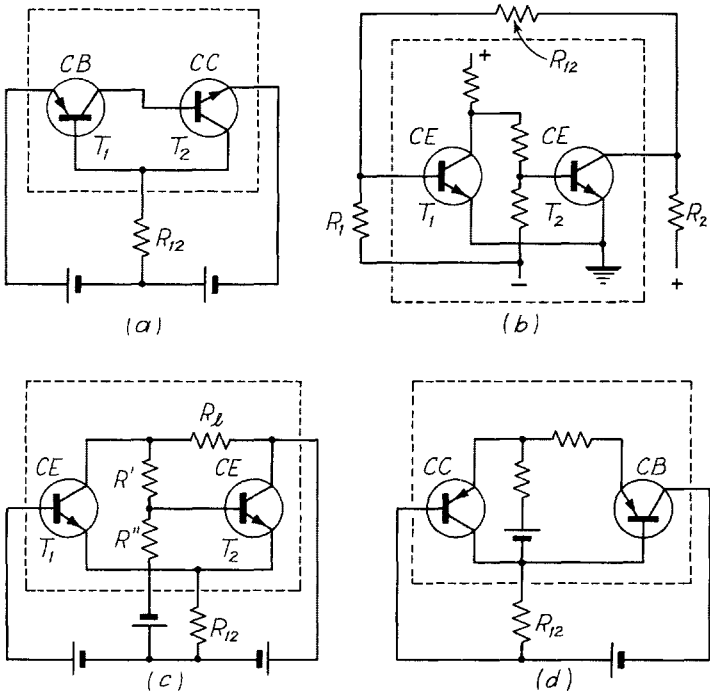 CB CC
T₁ T₂
R₁₂
(a)
R₁₂
+
CE CE
T₁ T₂
R₁ R₂
− +
(b)
R_ℓ
CE R' CE
R"
T₁ T₂
R₁₂
(c)
CC CB
R₁₂
(d)